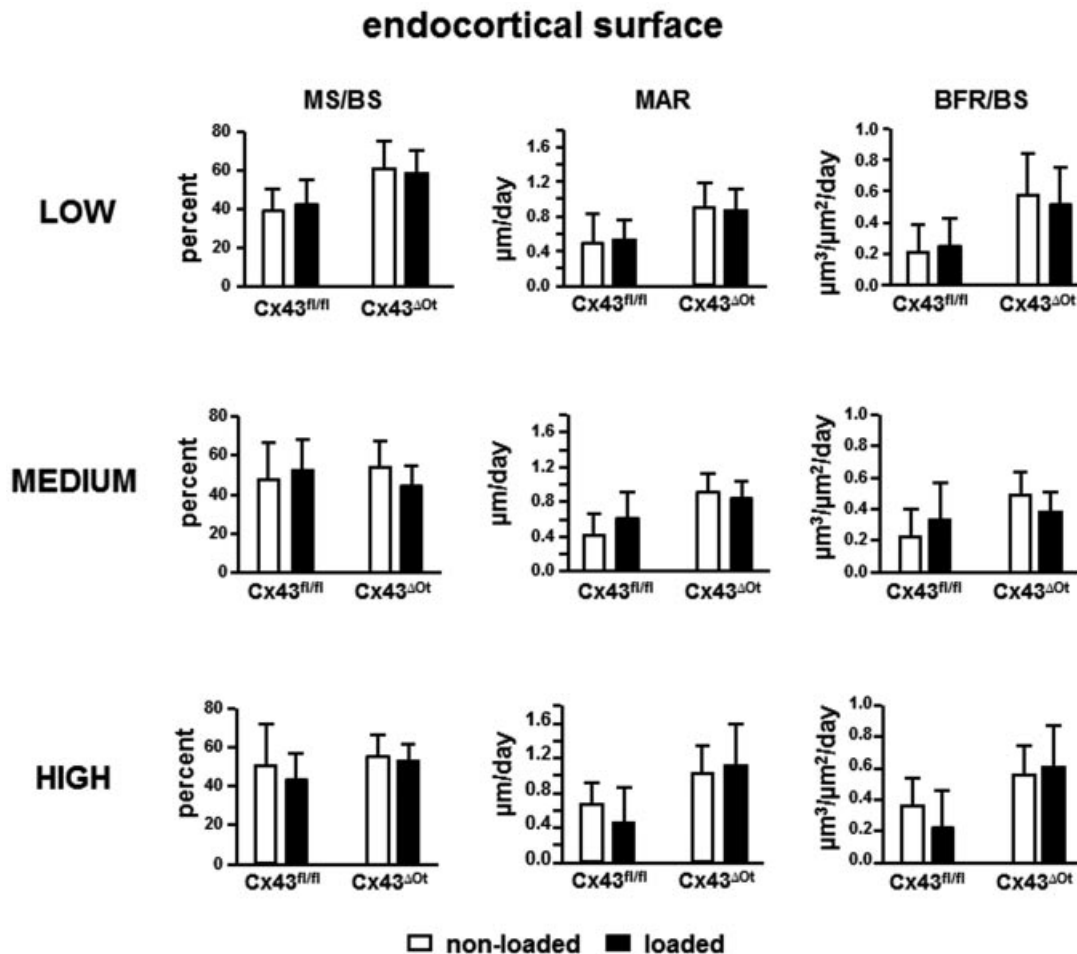 endocortical surface
MS/BS MAR BFR/BS
LOW
percent
80
60
40
20
0
Cx43fl/fl Cx43ΔOt
µm/day
1.6
1.2
0.8
0.4
0.0
Cx43fl/fl Cx43ΔOt
µm³/µm²/day
1.0
0.8
0.6
0.4
0.2
0.0
Cx43fl/fl Cx43ΔOt
MEDIUM
percent
80
60
40
20
0
Cx43fl/fl Cx43ΔOt
µm/day
1.6
1.2
0.8
0.4
0.0
Cx43fl/fl Cx43ΔOt
µm³/µm²/day
1.0
0.8
0.6
0.4
0.2
0.0
Cx43fl/fl Cx43ΔOt
HIGH
percent
80
60
40
20
0
Cx43fl/fl Cx43ΔOt
µm/day
1.6
1.2
0.8
0.4
0.0
Cx43fl/fl Cx43ΔOt
µm³/µm²/day
1.0
0.8
0.6
0.4
0.2
0.0
Cx43fl/fl Cx43ΔOt
non-loaded loaded